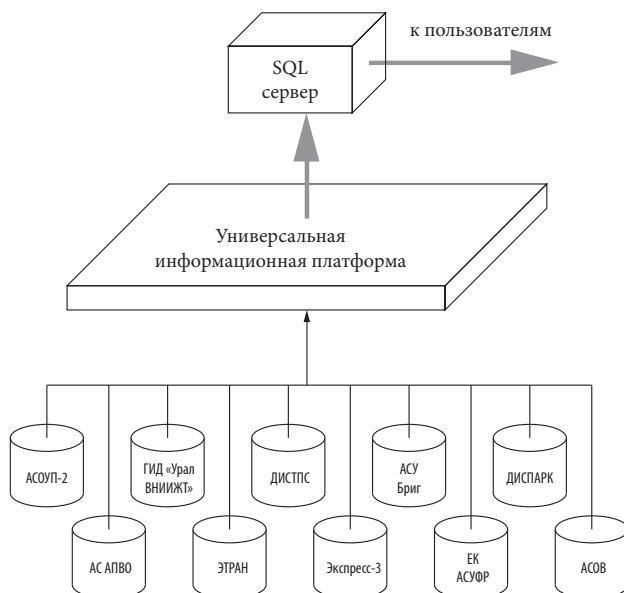 к пользователям
SQL
сервер
Универсальная
информационная платформа
АСОУП-2
ГИД «Урал
ВНИИЖТ»
ДИСТПС
АСУ
Бриг
ДИСПАРК
АС АПВО
ЭТРАН
Экспресс-3
ЕК
АСУФР
АСОВ